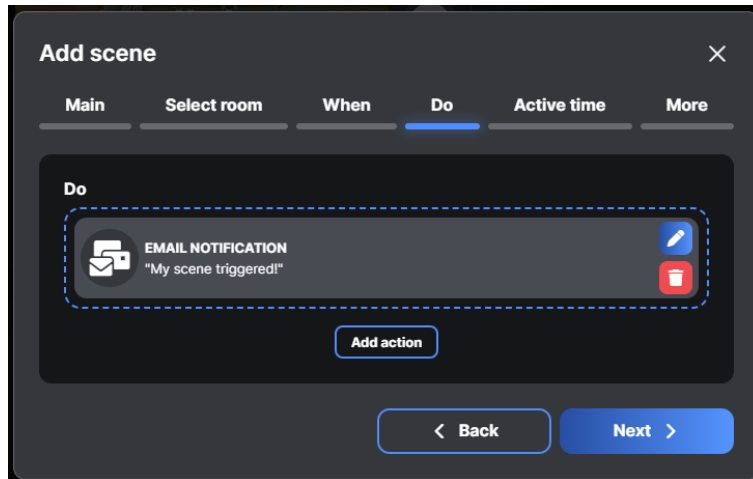 Add scene
Main Select room When Do Active time More
Do
EMAIL NOTIFICATION
"My scene triggered!"
Add action
Back Next